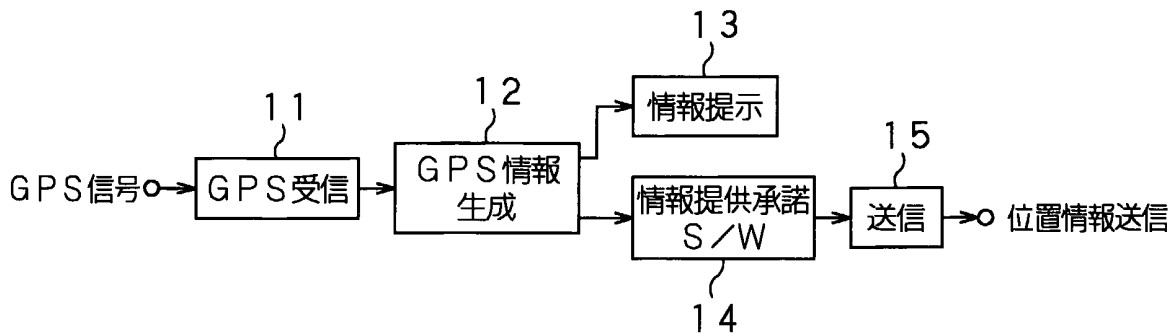 13
情報提示
12
11
GPS情報
生成
15
GPS信号
GPS受信
情報提供承諾
S/W
送信
位置情報送信
14